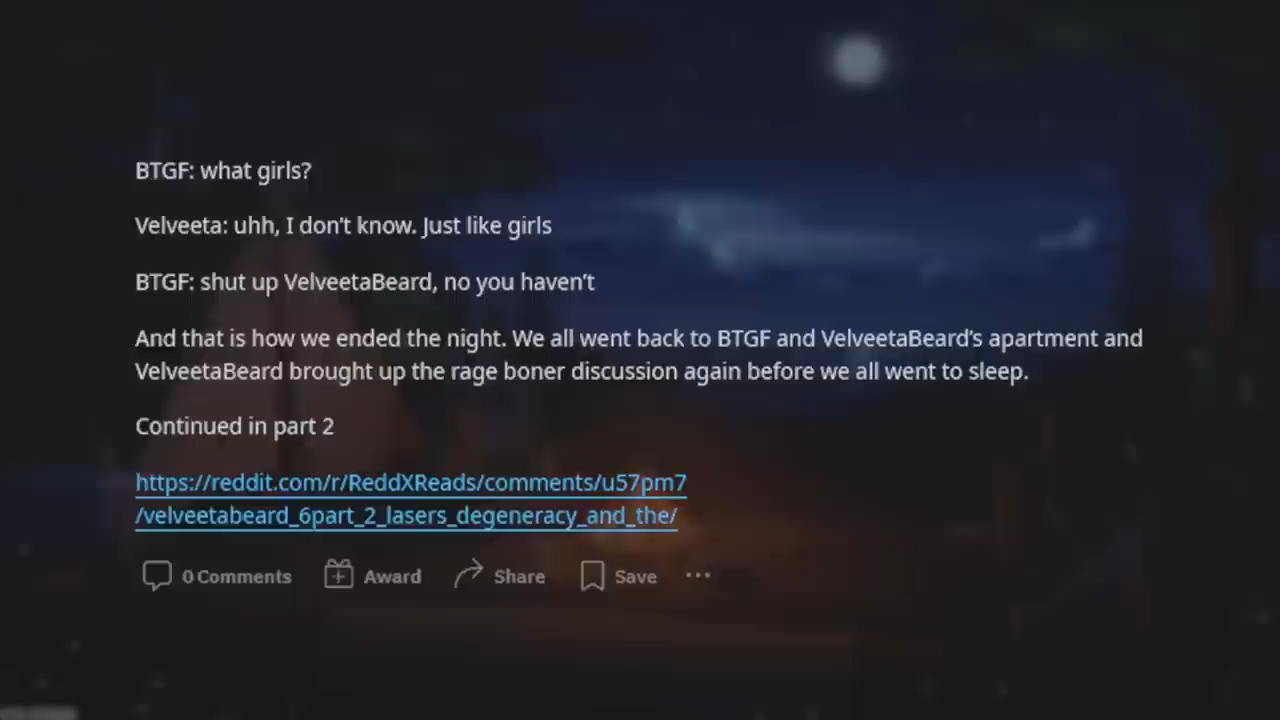 BTGF: what girls?
Velveeta: uhh, I don't know. Just like girls
BTGF: shut up VelveetaBeard, no you haven't
And that is how we ended the night. We all went back to BTGF and VelveetaBeard's apartment and
VelveetaBeard brought up the rage boner discussion again before we all went to sleep.
Continued in part 2
https://reddit.com/r/ReddXReads/comments/u57pm7
/velveetabeard_6part_2_lasers_degeneracy_and_the/
0 Comments Award Share Save ···